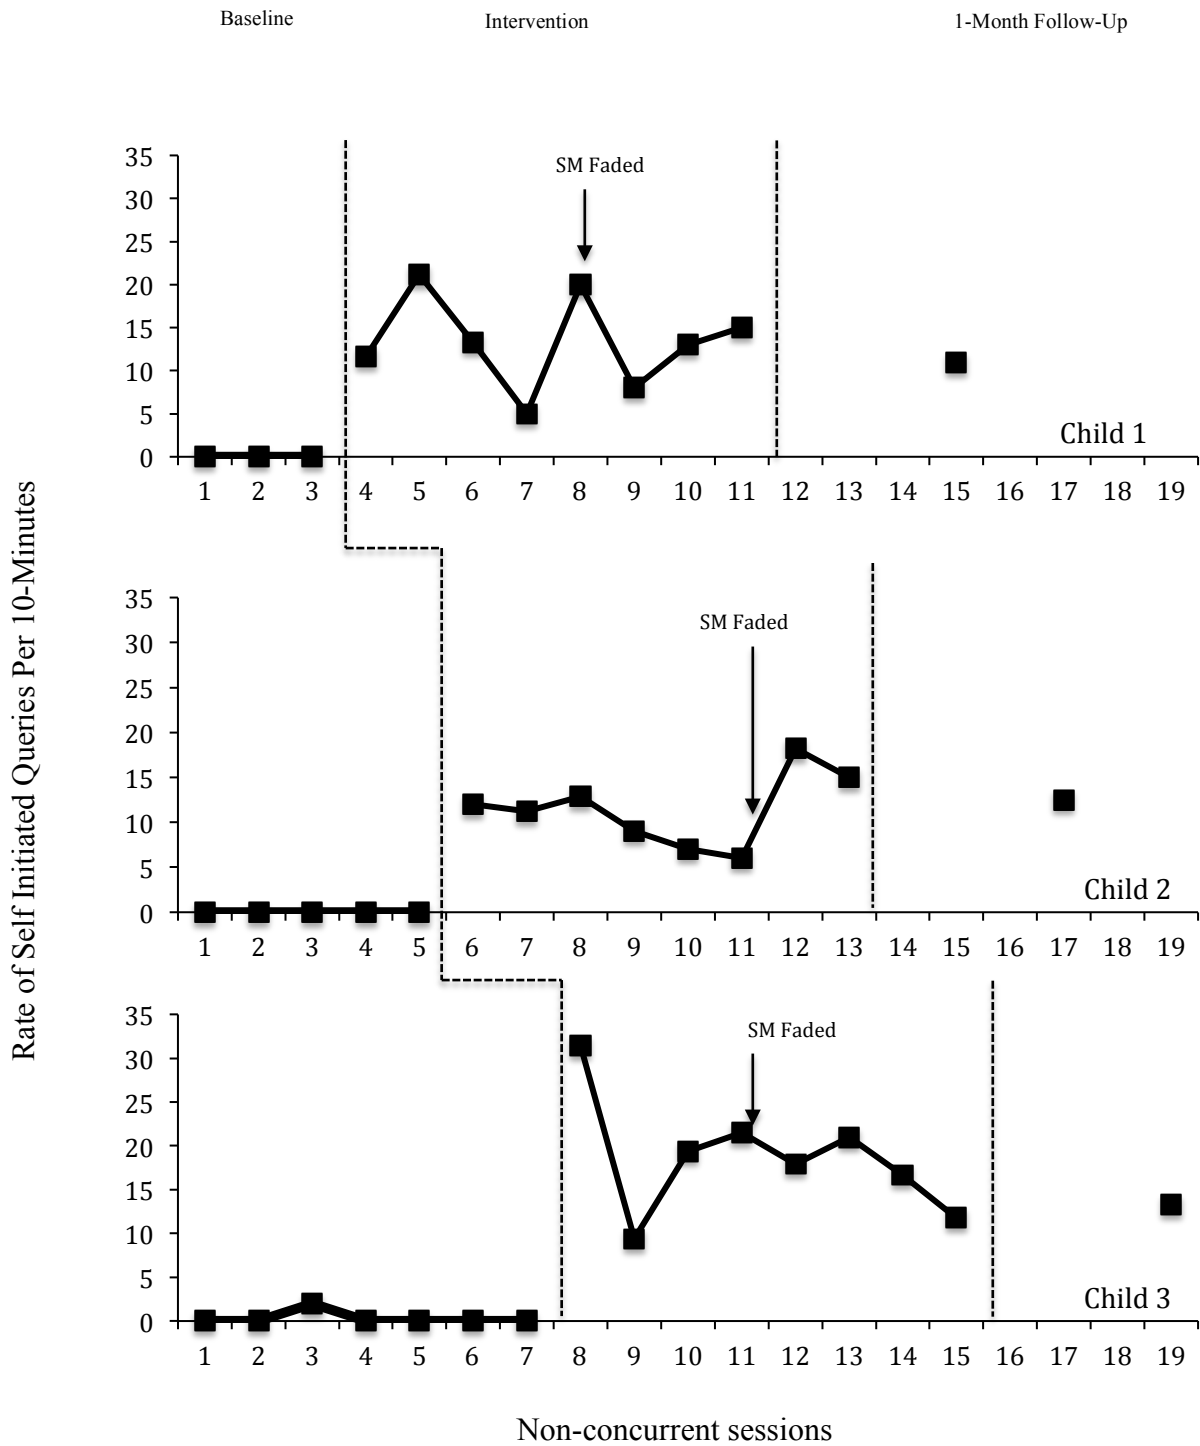 Baseline
Intervention
1-Month Follow-Up
Rate of Self Initiated Queries Per 10-Minutes
35
30
25
20
15
10
5
0
SM Faded
Child 1
1 2 3 4 5 6 7 8 9 10 11 12 13 14 15 16 17 18 19
35
30
25
20
15
10
5
0
SM Faded
Child 2
1 2 3 4 5 6 7 8 9 10 11 12 13 14 15 16 17 18 19
35
30
25
20
15
10
5
0
SM Faded
Child 3
1 2 3 4 5 6 7 8 9 10 11 12 13 14 15 16 17 18 19
Non-concurrent sessions